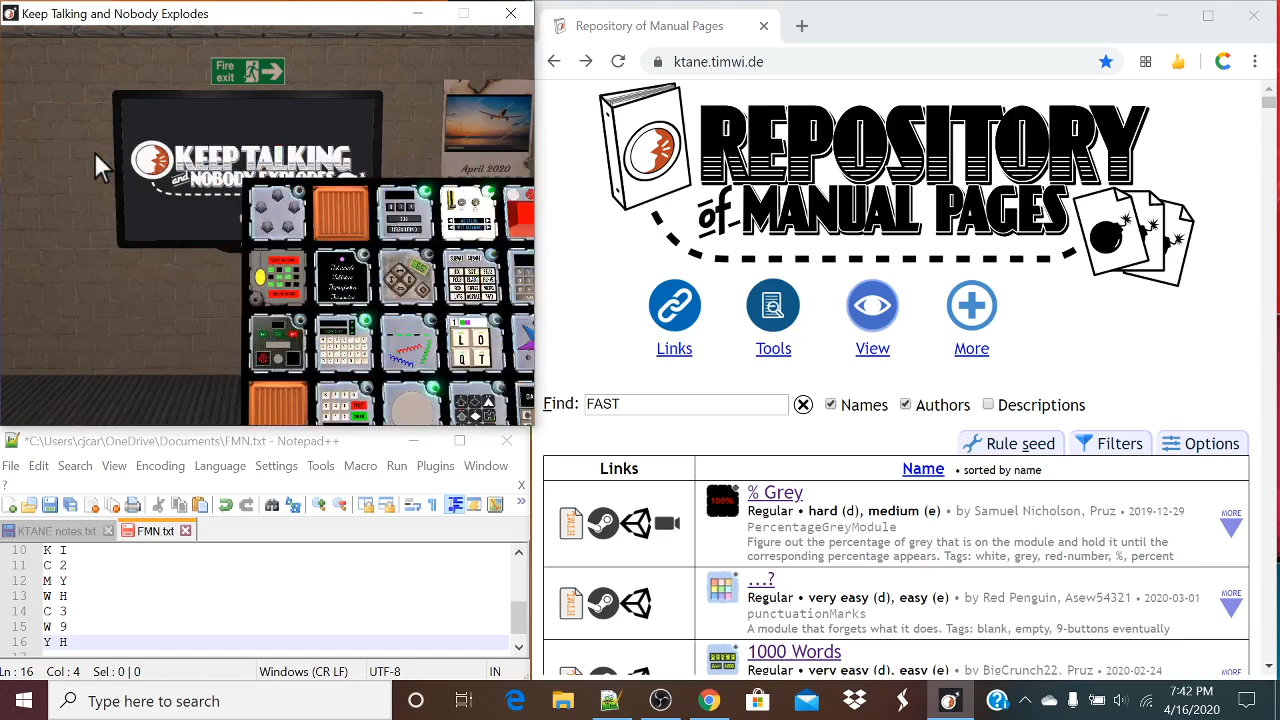 Keep Talking and Nobody Explodes
Fire
exit
KEEP TALKING
and NOBODY EXPLODES
April 2020
L O
Q T
Repository of Manual Pages
ktane.timwi.de
REPOSITORY
of MANUAL PAGES
Links
Tools
View
More
Find: FAST
Names
Authors
Descriptions
Rule seed
Filters
Options
Links
Name • sorted by name
100%
% Grey
Regular • hard (d), medium (e) • by Samuel Nicholson, Pruz • 2019-12-29
PercentageGreyModule
Figure out the percentage of grey that is on the module and hold it until the
corresponding percentage appears. Tags: white, grey, red-number, %, percent
HTML
MORE
...?
Regular • very easy (d), easy (e) • by Red Penguin, Asew54321 • 2020-03-01
punctuationMarks
A module that forgets what it does. Tags: blank, empty, 9-buttons eventually
HTML
MORE
1000 Words
Regular • very easy (d), easy (e) • by BigCrunch22, Pruz • 2020-02-24
MORE
*C:\Users\cjcar\OneDrive\Documents\FMN.txt - Notepad++
File Edit Search View Encoding Language Settings Tools Macro Run Plugins Window
? X
KTANE notes.txt
FMN.txt
10 K I
11 C 2
12 M Y
13 W H
14 C 3
15 W 9
16 Y H
Col : 4 Sel : 0 | 0 Windows (CR LF) UTF-8 IN
Type here to search
7:42 PM
4/16/2020